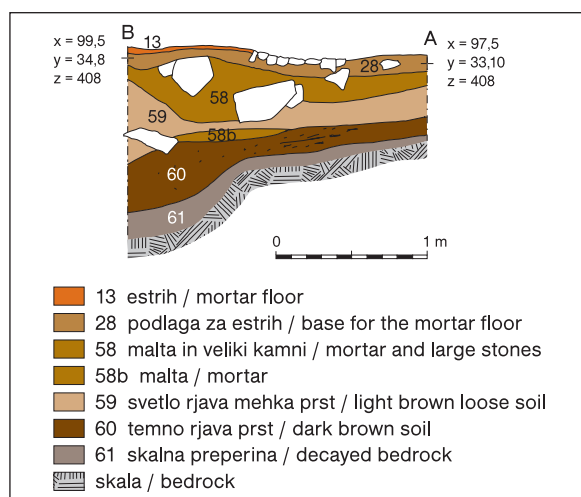 B
13
A
x = 99,5
y = 34,8
z = 408
x = 97,5
y = 33,10
z = 408
28
58
59
58b
60
61
0 1 m
13 estrih / mortar floor
28 podlaga za estrih / base for the mortar floor
58 malta in veliki kamni / mortar and large stones
58b malta / mortar
59 svetlo rjava mehka prst / light brown loose soil
60 temno rjava prst / dark brown soil
61 skalna preperina / decayed bedrock
skala / bedrock